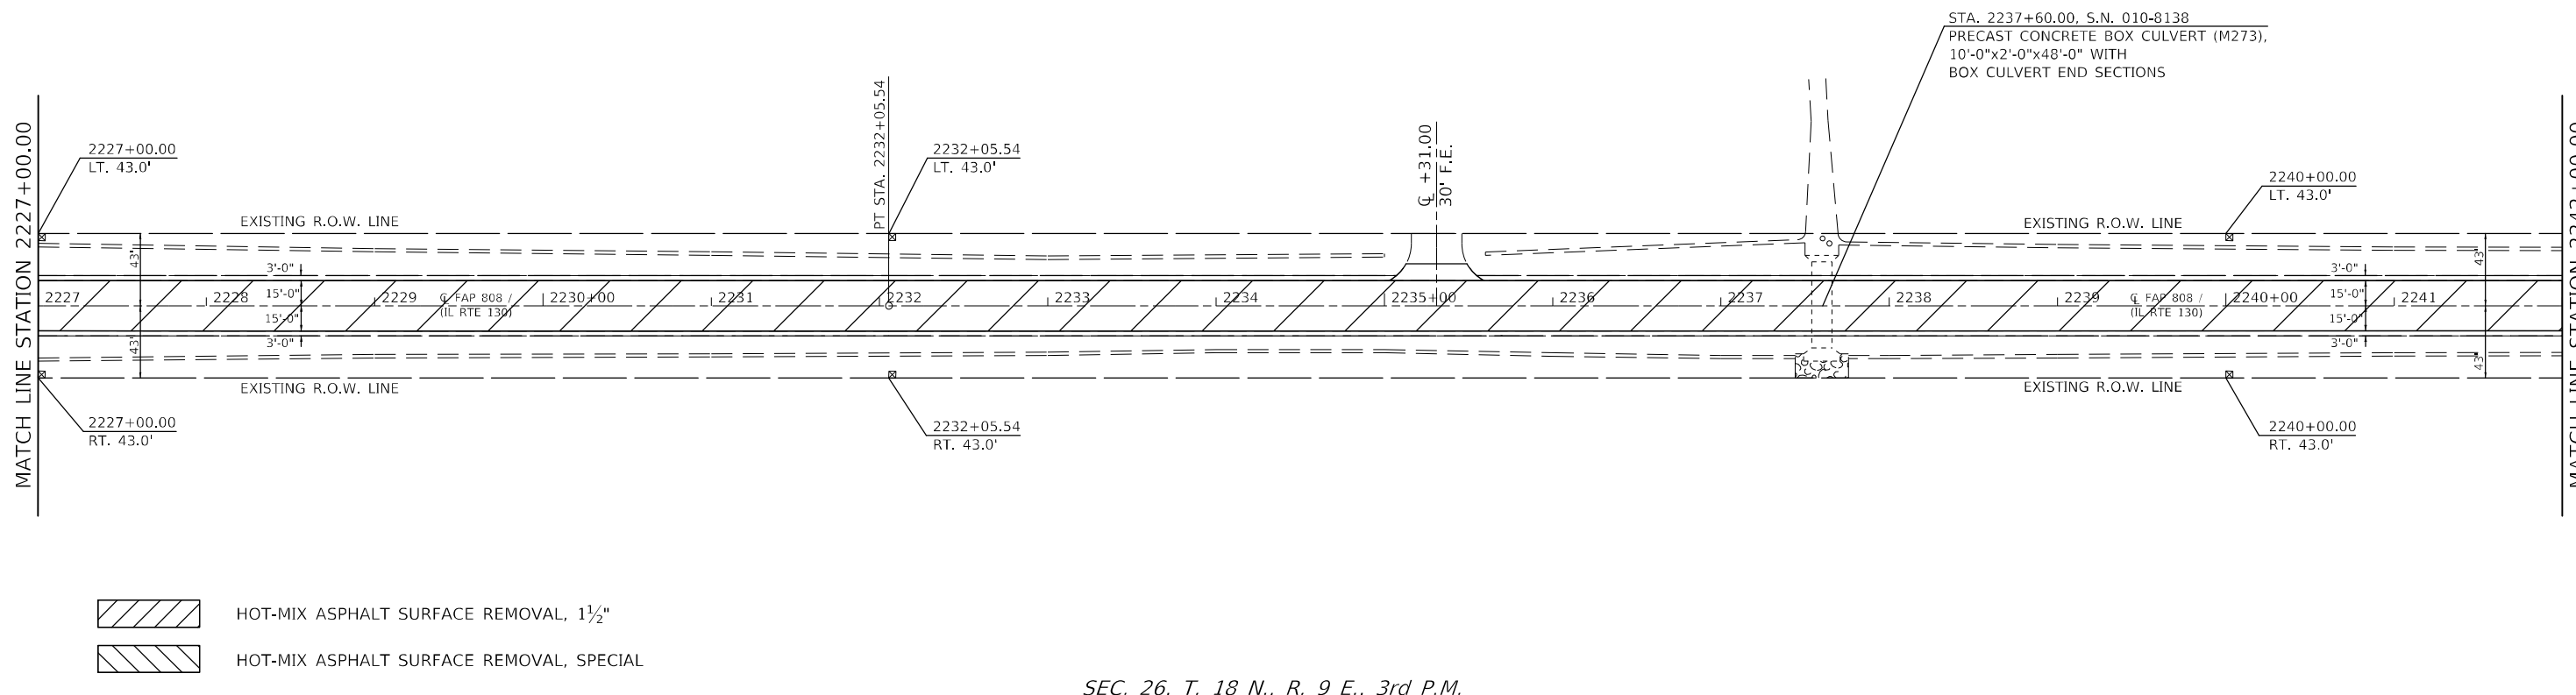 STA. 2237+60.00, S.N. 010-8138
PRECAST CONCRETE BOX CULVERT (M273),
10'-0"x2'-0"x48'-0" WITH
BOX CULVERT END SECTIONS
MATCH LINE STATION 2227+00.00
2227+00.00
LT. 43.0'
PT STA. 2232+05.54
2232+05.54
LT. 43.0'
℄ +31.00
30' F.E.
2240+00.00
LT. 43.0'
EXISTING R.O.W. LINE
EXISTING R.O.W. LINE
43'
43'
3'-0"
15'-0"
15'-0"
3'-0"
2227
2228
2229
℄ FAP 808 /
(IL RTE 130)
2230+00
2231
2232
2233
2234
2235+00
2236
2237
2238
2239
℄ FAP 808 /
(IL RTE 130)
2240+00
2241
3'-0"
15'-0"
15'-0"
3'-0"
43'
43'
EXISTING R.O.W. LINE
EXISTING R.O.W. LINE
2227+00.00
RT. 43.0'
2232+05.54
RT. 43.0'
2240+00.00
RT. 43.0'
MATCH LINE STATION 2242+00.00
HOT-MIX ASPHALT SURFACE REMOVAL, 1½"
HOT-MIX ASPHALT SURFACE REMOVAL, SPECIAL
SEC. 26, T. 18 N., R. 9 E., 3rd P.M.